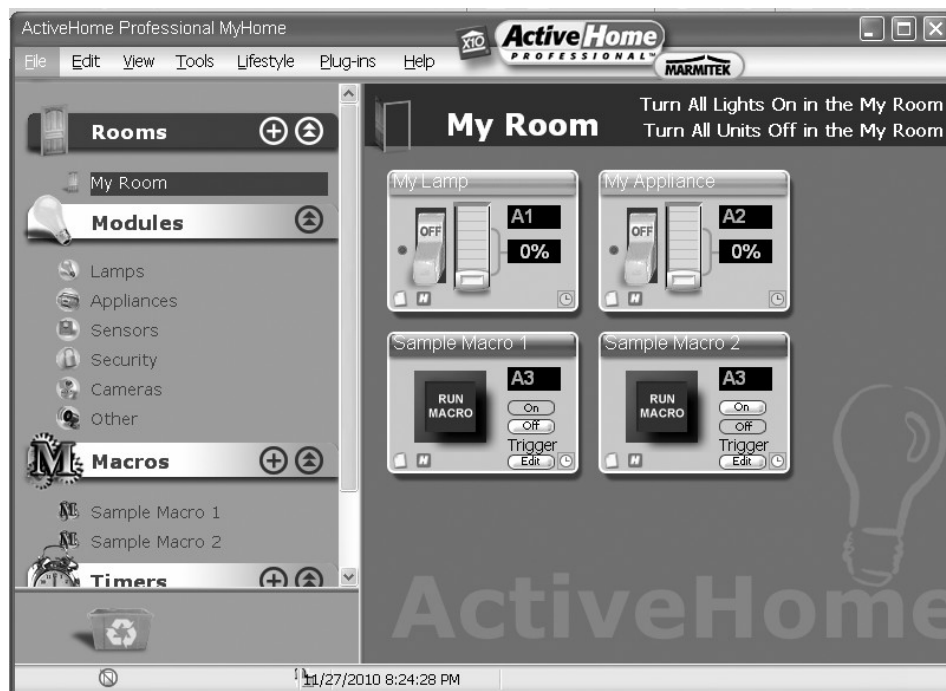 ActiveHome Professional MyHome
X10
ActiveHome
PROFESSIONAL™
MARMITEK
File Edit View Tools Lifestyle Plug-ins Help
Rooms
My Room
Modules
Lamps
Appliances
Sensors
Security
Cameras
Other
Macros
Sample Macro 1
Sample Macro 2
Timers
My Room
Turn All Lights On in the My Room
Turn All Units Off in the My Room
My Lamp
OFF
A1
0%
H
My Appliance
OFF
A2
0%
H
Sample Macro 1
RUN
MACRO
A3
On
Off
Trigger
Edit
H
Sample Macro 2
RUN
MACRO
A3
On
Off
Trigger
Edit
H
ActiveHome
11/27/2010 8:24:28 PM